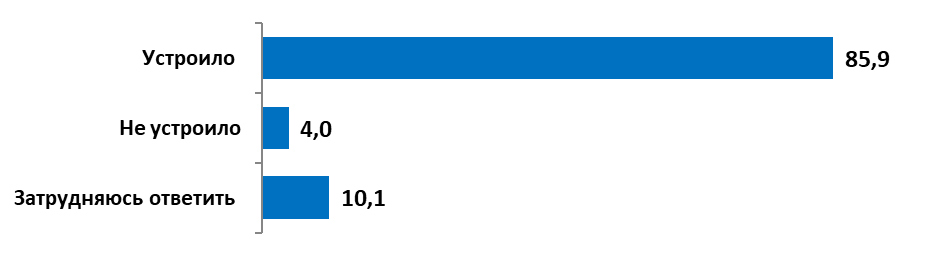 Устроило 85,9
Не устроило 4,0
Затрудняюсь ответить 10,1